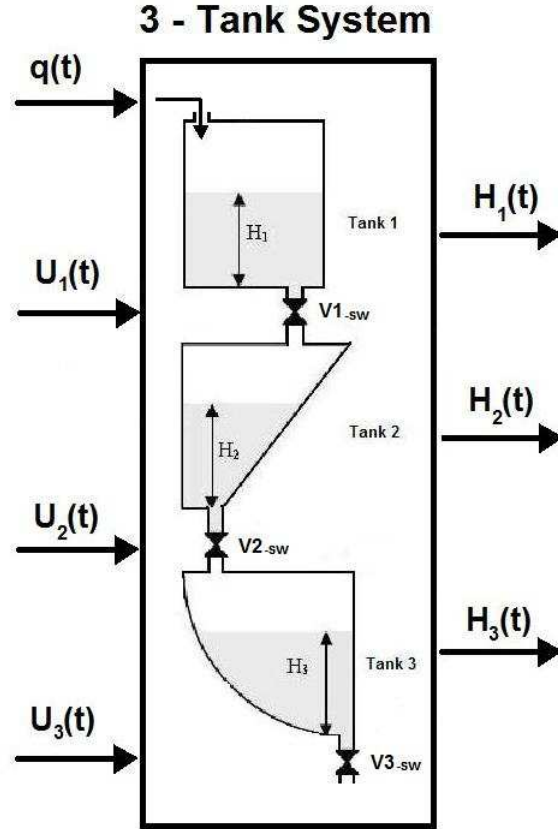 3 - Tank System
q(t)
H1(t)
Tank 1
H1
U1(t)
V1-SW
H2(t)
Tank 2
H2
U2(t)
V2-SW
H3(t)
Tank 3
H3
U3(t)
V3-SW